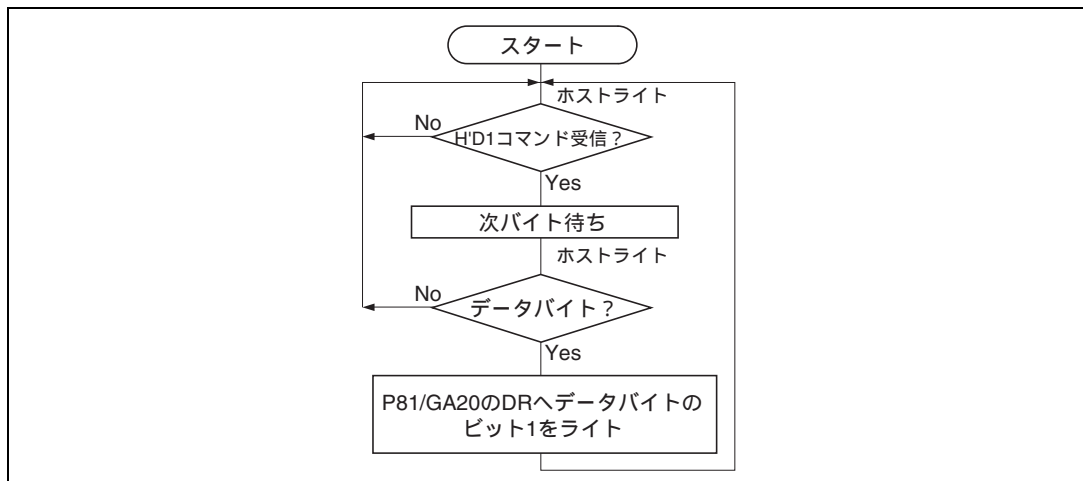 スタート
ホストライト
No
H'D1コマンド受信？
Yes
次バイト待ち
ホストライト
No
データバイト？
Yes
P81/GA20のDRへデータバイトの
ビット1をライト